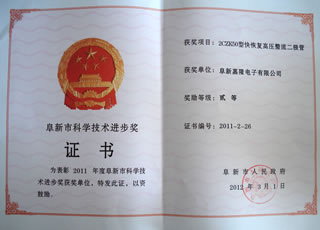 阜新市科学技术进步奖
证书
为表彰 2011 年度阜新市科学技
术进步奖获奖单位，特发此证，以资
鼓励。
获奖项目：2CZK50型快恢复高压整流二极管
获奖单位：阜新嘉隆电子有限公司
奖励等级：贰等
证书编号：2011-2-26
阜新市人民政府
2012年3月1日